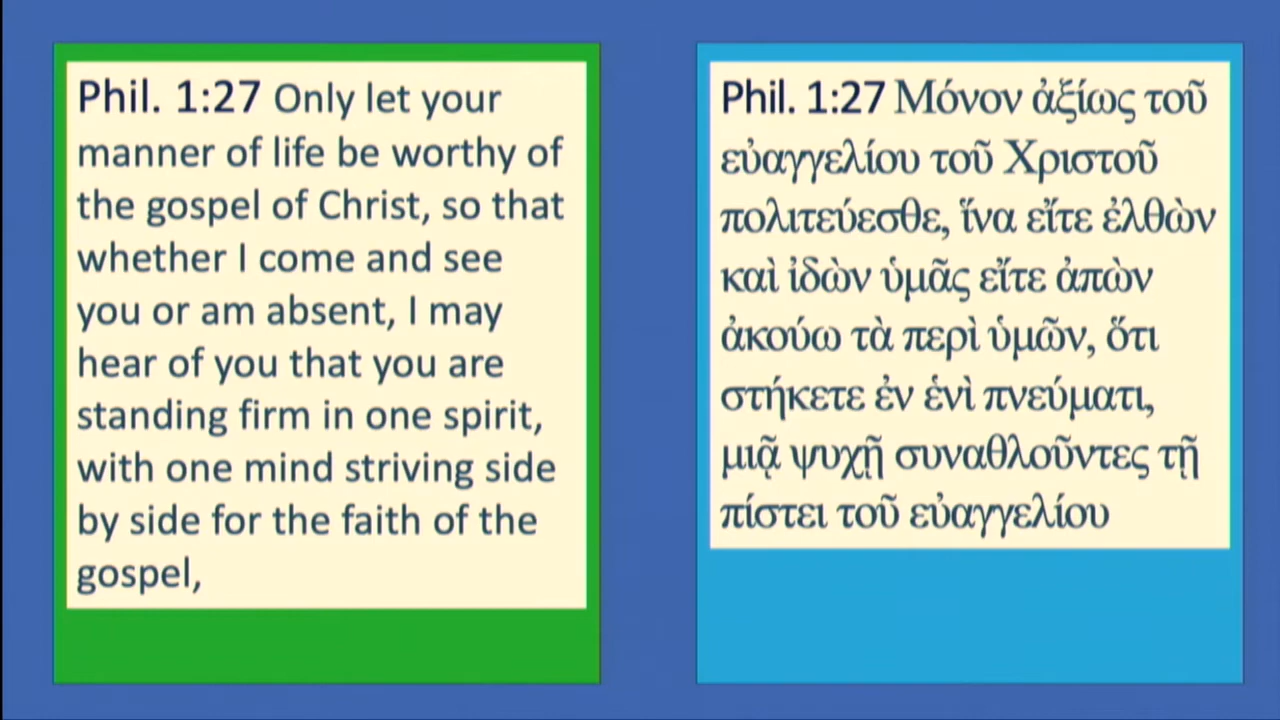 Phil. 1:27 Only let your
manner of life be worthy of
the gospel of Christ, so that
whether I come and see
you or am absent, I may
hear of you that you are
standing firm in one spirit,
with one mind striving side
by side for the faith of the
gospel,
Phil. 1:27 Μόνον ἀξίως τοῦ
εὐαγγελίου τοῦ Χριστοῦ
πολιτεύεσθε, ἵνα εἴτε ἐλθὼν
καὶ ἰδὼν ὑμᾶς εἴτε ἀπὼν
ἀκούω τὰ περὶ ὑμῶν, ὅτι
στήκετε ἐν ἑνὶ πνεύματι,
μιᾷ ψυχῇ συναθλοῦντες τῇ
πίστει τοῦ εὐαγγελίου